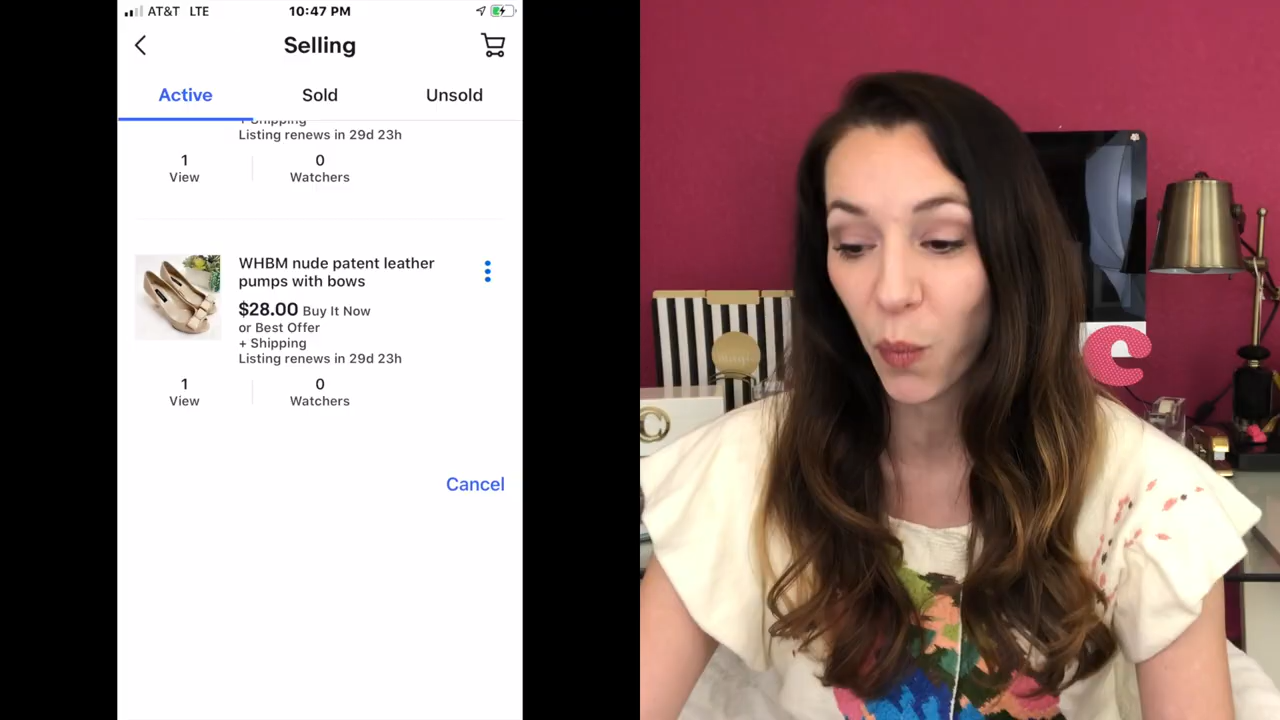 AT&T LTE
10:47 PM
Selling
Active
Sold
Unsold
+ Shipping
Listing renews in 29d 23h
1
View
0
Watchers
WHBM nude patent leather
pumps with bows
$28.00 Buy It Now
or Best Offer
+ Shipping
Listing renews in 29d 23h
1
View
0
Watchers
Cancel
C
e